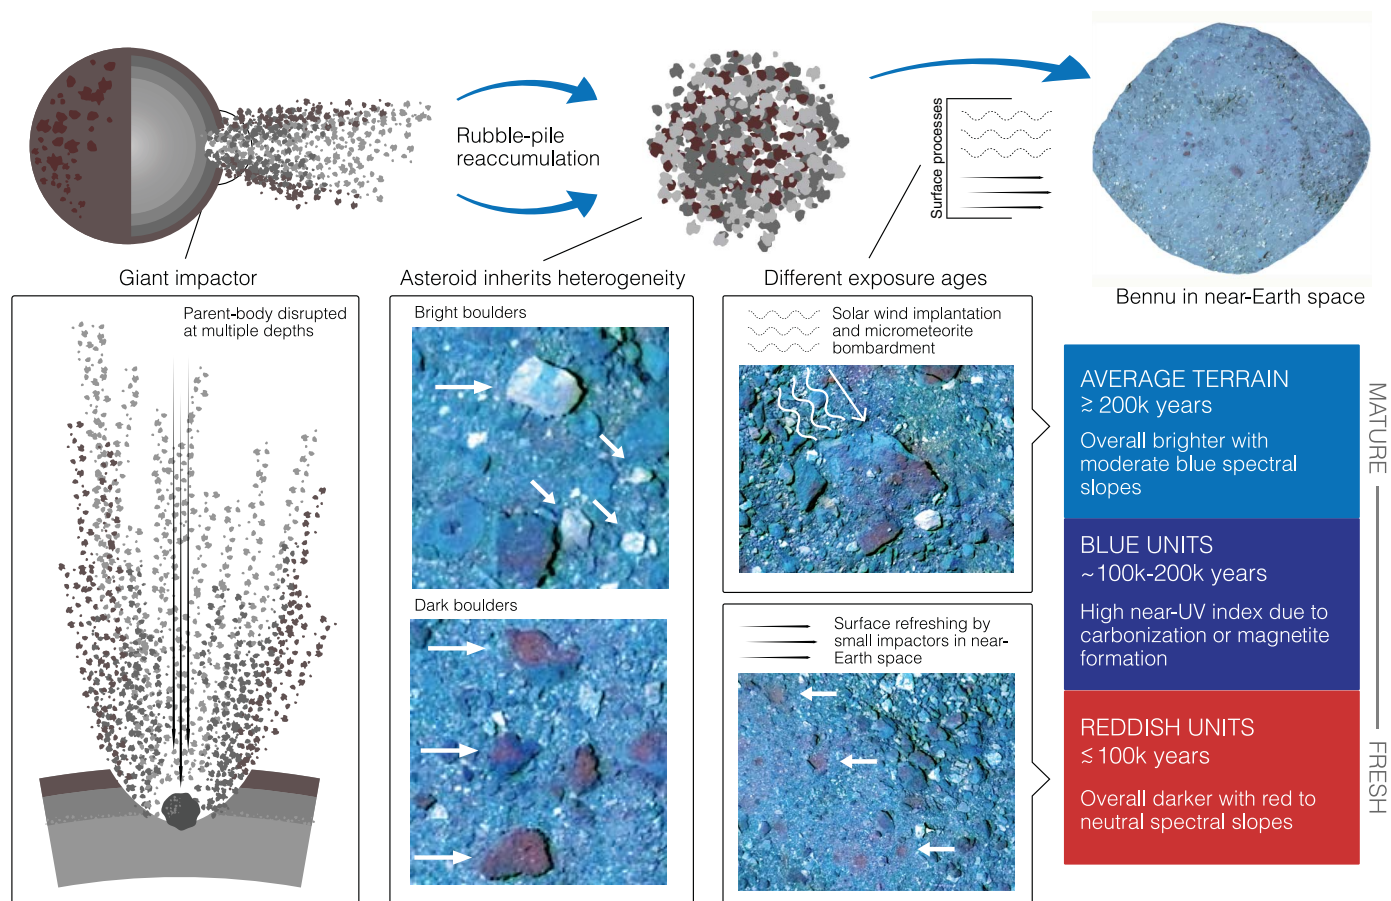 Rubble-pile
reaccumulation
Surface processes
Giant impactor
Asteroid inherits heterogeneity
Different exposure ages
Bennu in near-Earth space
Parent-body disrupted
at multiple depths
Bright boulders
Dark boulders
Solar wind implantation
and micrometeorite
bombardment
Surface refreshing by
small impactors in near-
Earth space
AVERAGE TERRAIN
≳ 200k years
Overall brighter with
moderate blue spectral
slopes
BLUE UNITS
~100k-200k years
High near-UV index due to
carbonization or magnetite
formation
REDDISH UNITS
≲ 100k years
Overall darker with red to
neutral spectral slopes
MATURE
FRESH